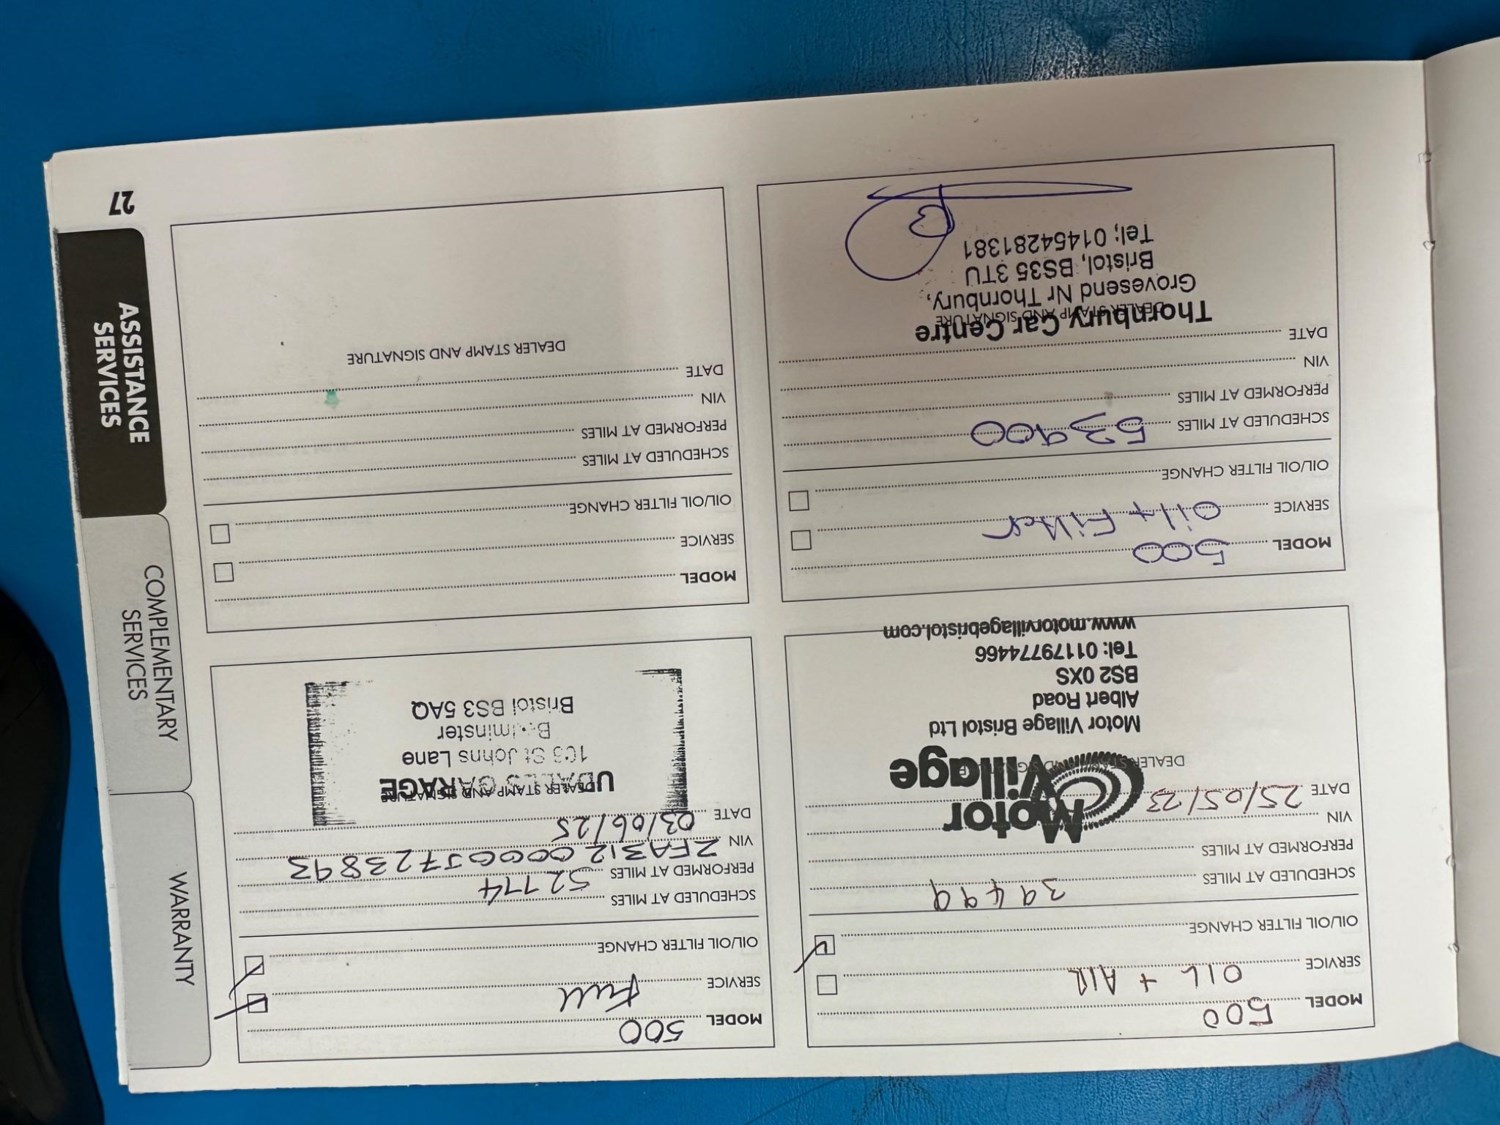 MODEL 500
SERVICE OIL + AIR
OIL/OIL FILTER CHANGE
SCHEDULED AT MILES 39499
PERFORMED AT MILES
VIN
DATE 25/05/23
Motor
Village
Motor Village Bristol Ltd
Albert Road
BS2 0XS
Tel: 01179774466
www.motorvillagebristol.com
MODEL 500
SERVICE Full
OIL/OIL FILTER CHANGE
SCHEDULED AT MILES
PERFORMED AT MILES 52774
VIN ZFA3120000J723893
DATE 03/06/25
DEALER STAMP AND SIGNATURE
UDALLS GARAGE
St Johns Lane
Bristol BS3 5AQ
MODEL 500
SERVICE Oil + Filter
OIL/OIL FILTER CHANGE
SCHEDULED AT MILES 53900
PERFORMED AT MILES
VIN
DATE
DEALER STAMP AND SIGNATURE
Thornbury Car Centre
Grovesend Nr Thornbury,
Bristol, BS35 3TU
Tel; 01454281381
MODEL
SERVICE
OIL/OIL FILTER CHANGE
SCHEDULED AT MILES
PERFORMED AT MILES
VIN
DATE
DEALER STAMP AND SIGNATURE
WARRANTY
COMPLEMENTARY
SERVICES
ASSISTANCE
SERVICES
27